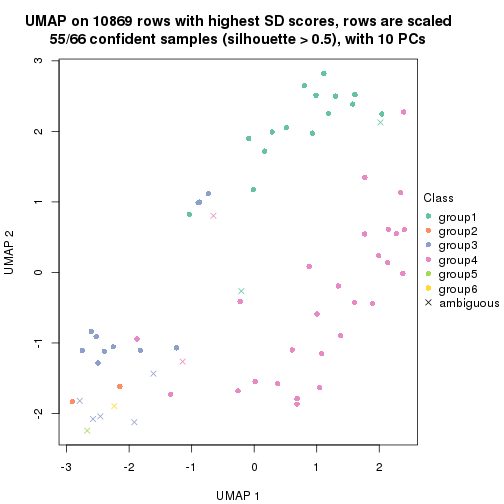 UMAP on 10869 rows with highest SD scores, rows are scaled
55/66 confident samples (silhouette > 0.5), with 10 PCs
3
2
1
0
-1
-2
UMAP 2
-3
-2
-1
0
1
2
UMAP 1
Class
group1
group2
group3
group4
group5
group6
ambiguous